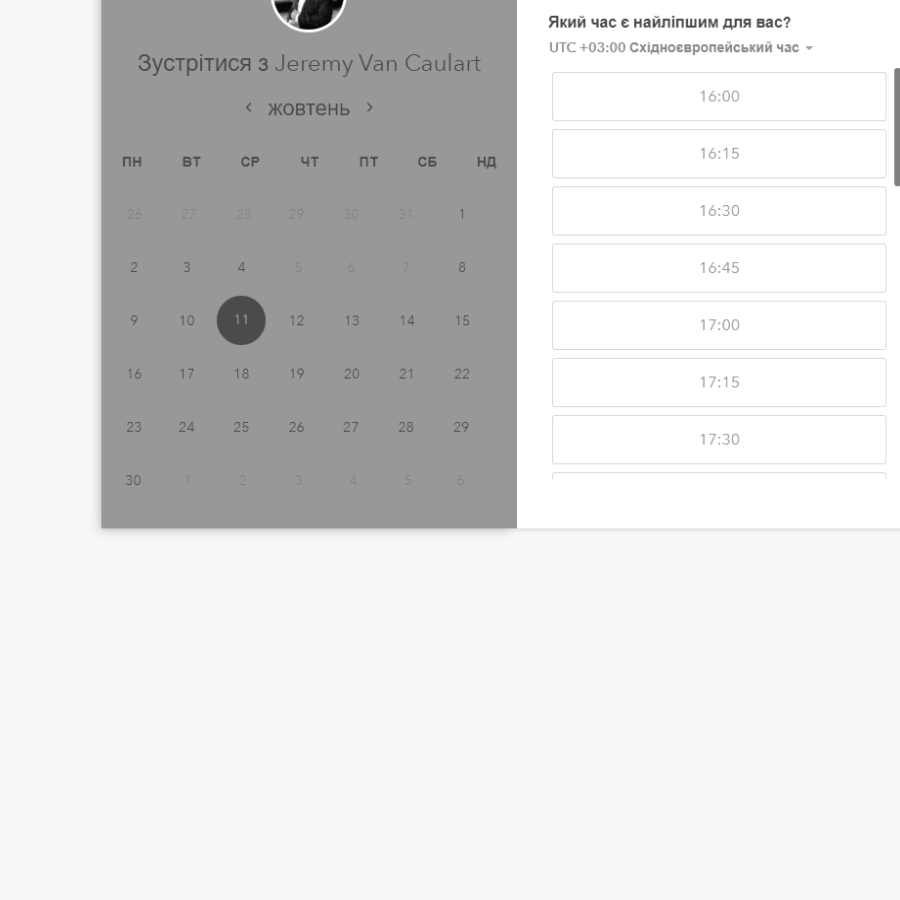 Зустрітися з Jeremy Van Caulart
жовтень
ПН ВТ СР ЧТ ПТ СБ НД
26 27 28 29 30 31 1
2 3 4 5 6 7 8
9 10 11 12 13 14 15
16 17 18 19 20 21 22
23 24 25 26 27 28 29
30 1 2 3 4 5 6
Який час є найліпшим для вас?
UTC +03:00 Східноєвропейський час
16:00
16:15
16:30
16:45
17:00
17:15
17:30